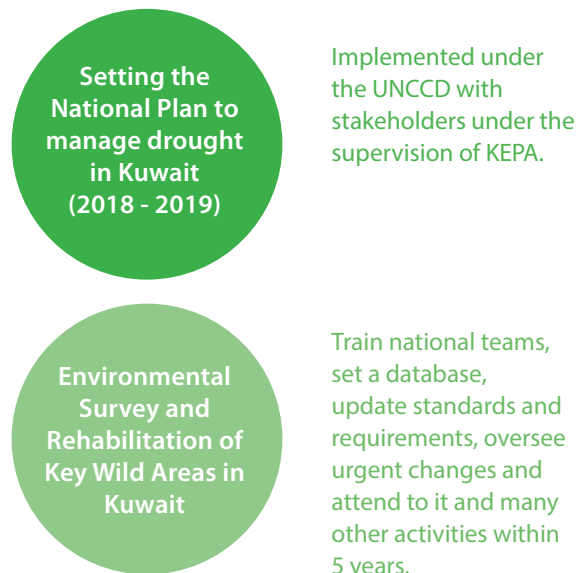 Setting the
National Plan to
manage drought
in Kuwait
(2018 - 2019)
Implemented under
the UNCCD with
stakeholders under the
supervision of KEPA.
Environmental
Survey and
Rehabilitation of
Key Wild Areas in
Kuwait
Train national teams,
set a database,
update standards and
requirements, oversee
urgent changes and
attend to it and many
other activities within
5 years.